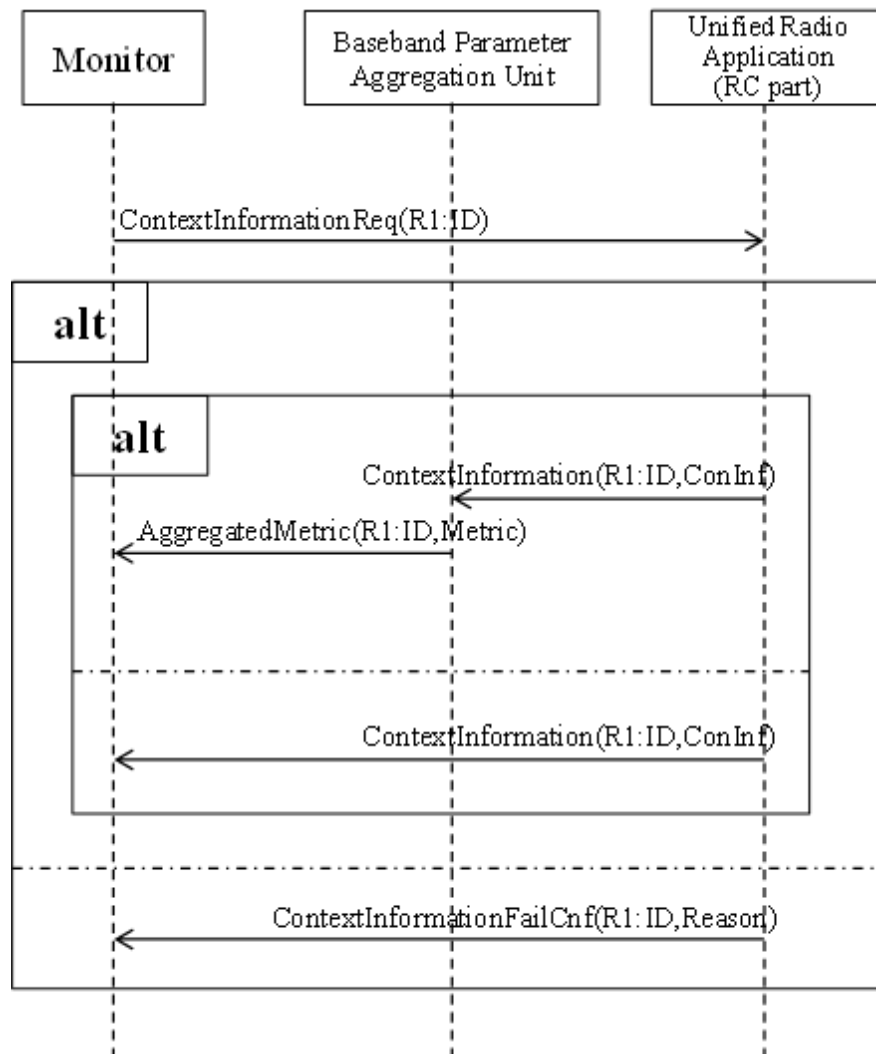 Monitor
Baseband Parameter
Aggregation Unit
Unified Radio
Application
(RC part)
ContextInformationReq(R1:ID)
alt
alt
ContextInformation(R1:ID,ConInf)
AggregatedMetric(R1:ID,Metric)
ContextInformation(R1:ID,ConInf)
ContextInformationFailCnf(R1:ID,Reason)